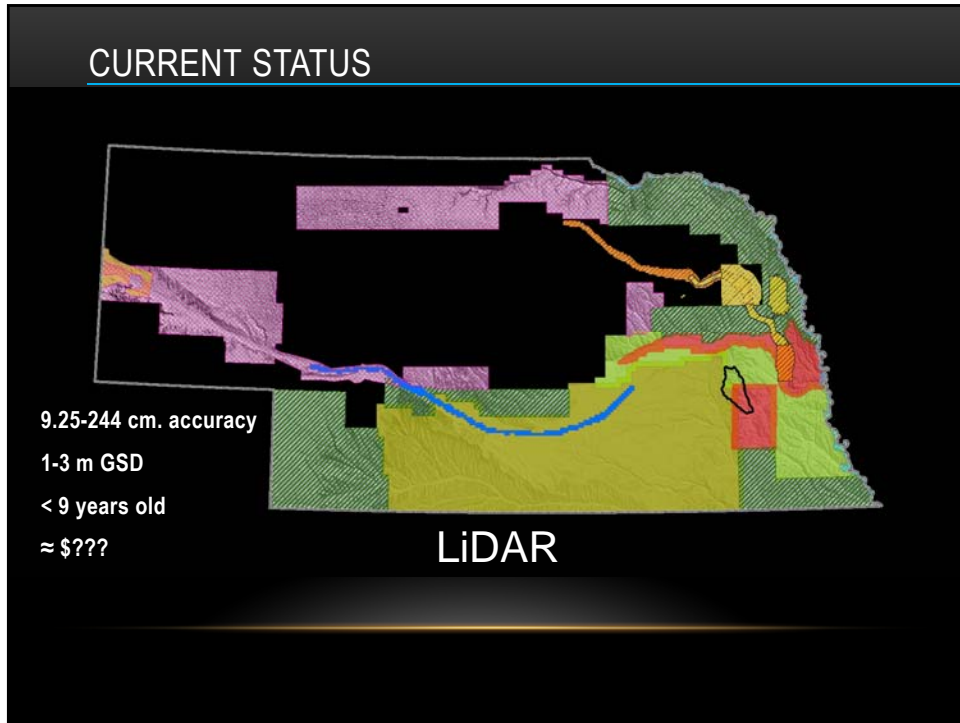 CURRENT STATUS
9.25-244 cm. accuracy
1-3 m GSD
< 9 years old
≈ $???
LiDAR